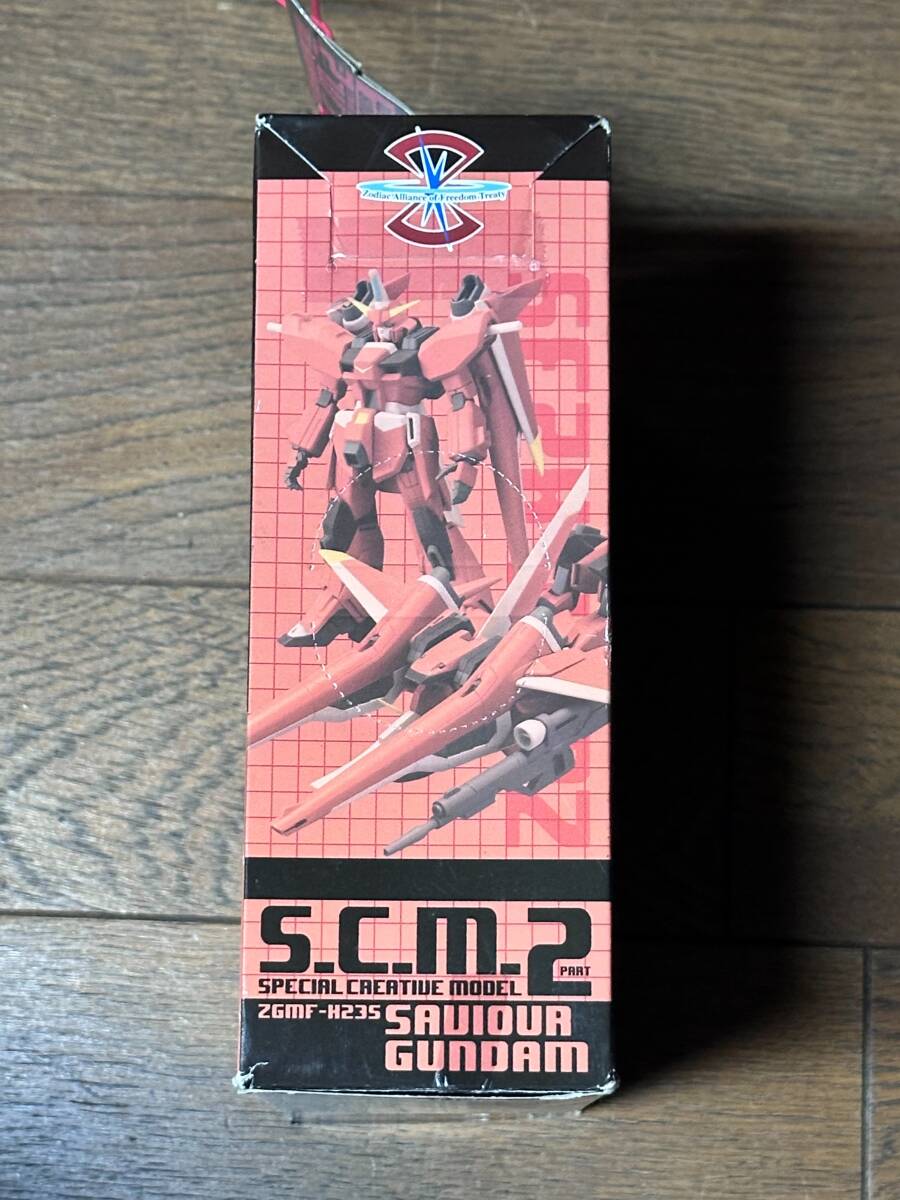 Zodiac Alliance of Freedom Treaty
S.C.M.2
PART
SPECIAL CREATIVE MODEL
ZGMF-X23S
SAVIOUR
GUNDAM